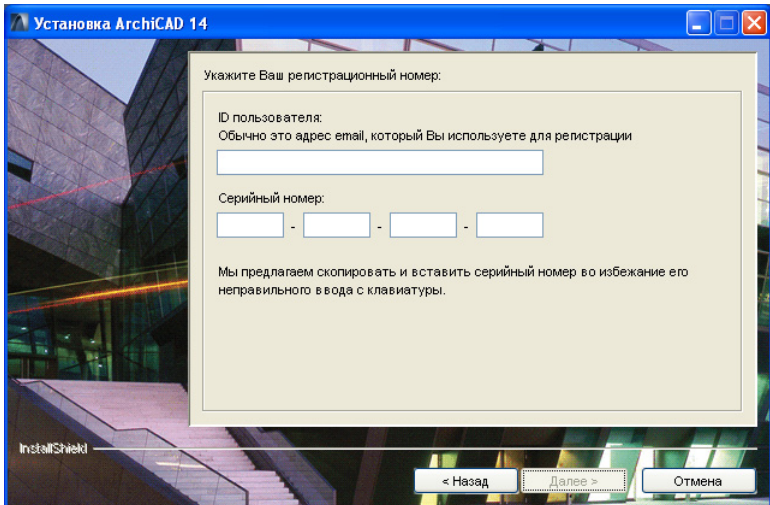 Установка ArchiCAD 14
Укажите Ваш регистрационный номер:
ID пользователя:
Обычно это адрес email, который Вы используете для регистрации
Серийный номер:
- - -
Мы предлагаем скопировать и вставить серийный номер во избежание его
неправильного ввода с клавиатуры.
InstallShield
< Назад Далее > Отмена